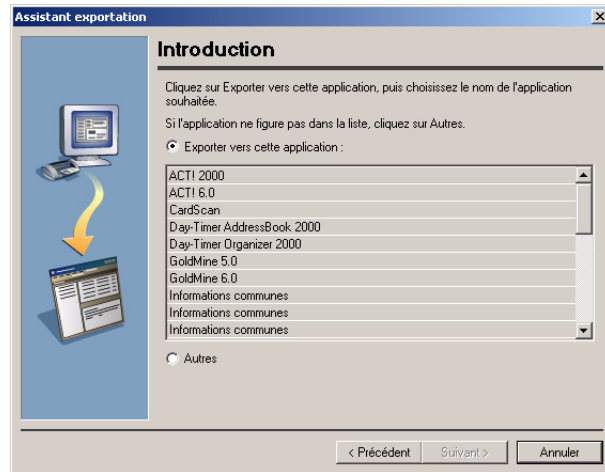 Assistant exportation
Introduction
Cliquez sur Exporter vers cette application, puis choisissez le nom de l'application
souhaitée.
Si l'application ne figure pas dans la liste, cliquez sur Autres.
Exporter vers cette application :
ACT! 2000
ACT! 6.0
CardScan
Day-Timer AddressBook 2000
Day-Timer Organizer 2000
GoldMine 5.0
GoldMine 6.0
Informations communes
Informations communes
Informations communes
Autres
< Précédent Suivant > Annuler